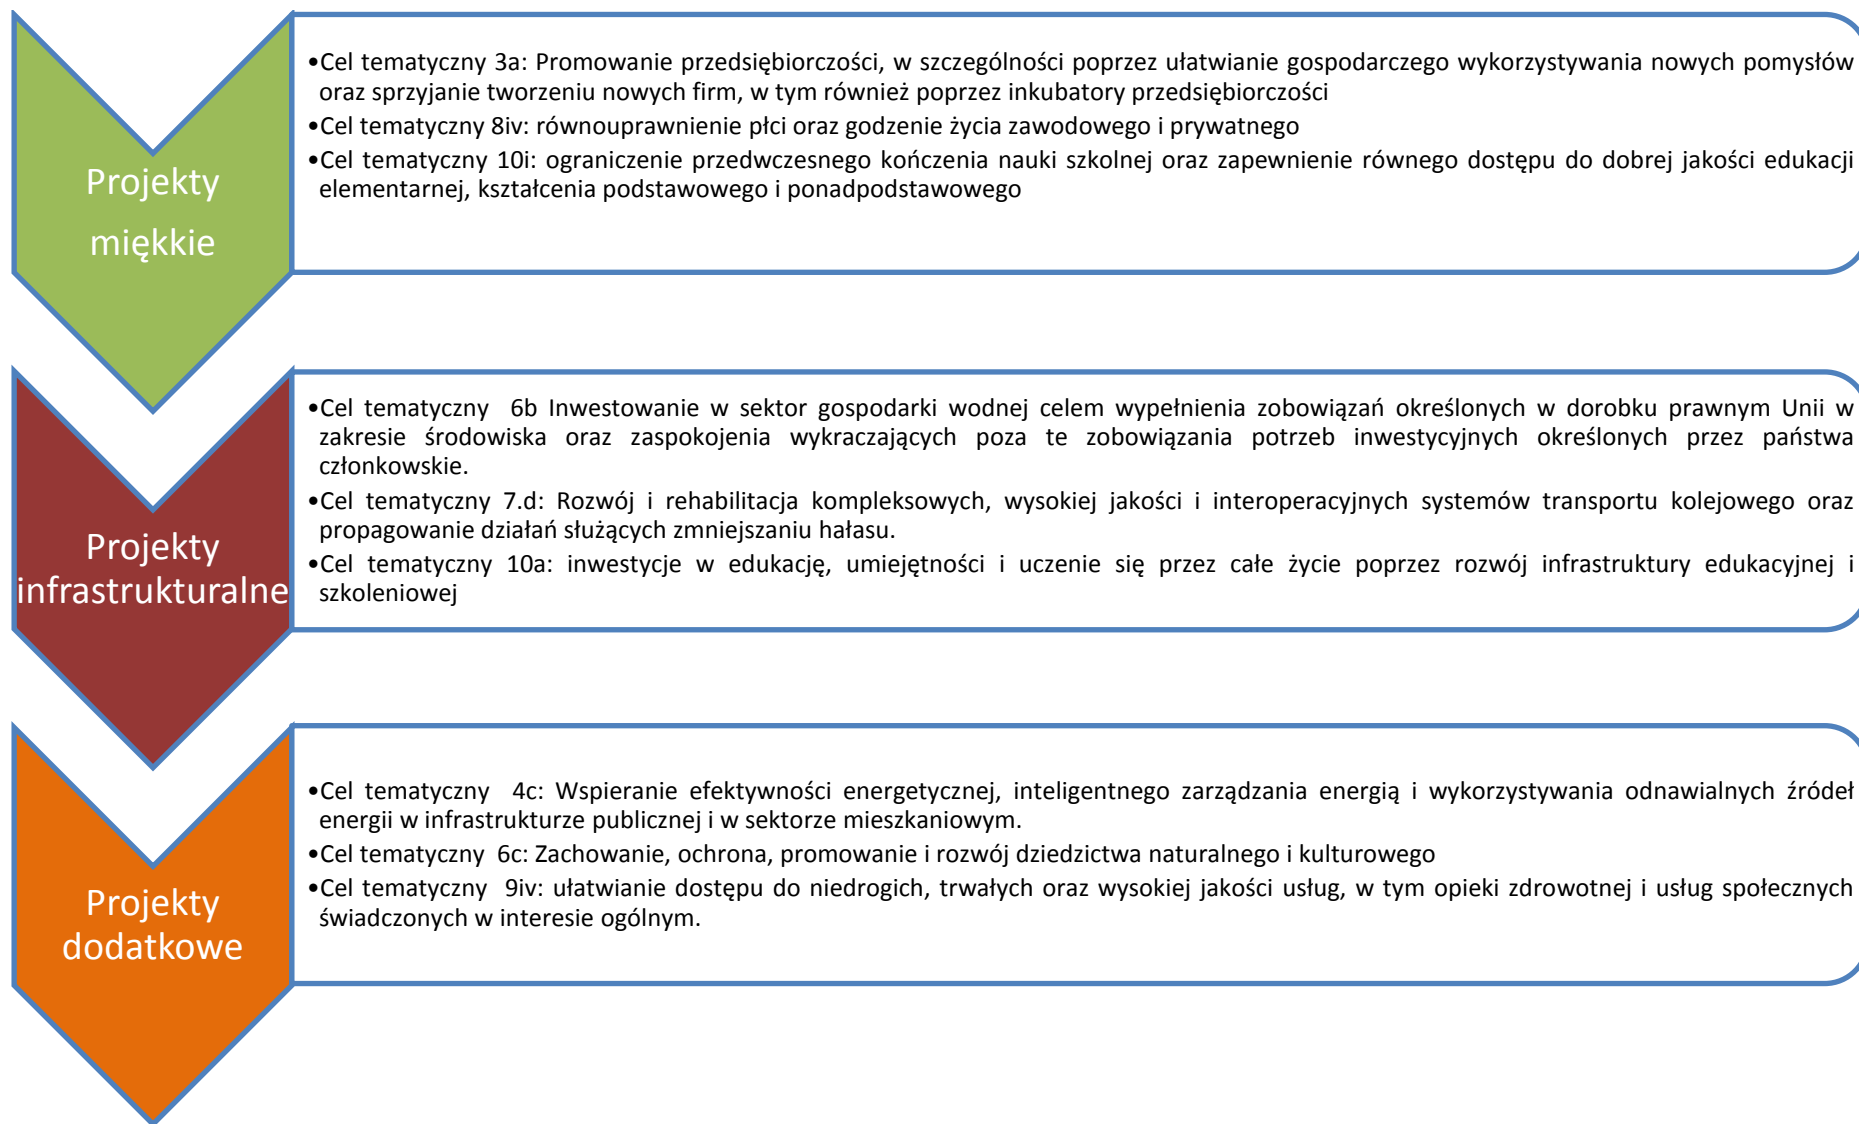 Projekty
miękkie
•Cel tematyczny 3a: Promowanie przedsiębiorczości, w szczególności poprzez ułatwianie gospodarczego wykorzystywania nowych pomysłów
oraz sprzyjanie tworzeniu nowych firm, w tym również poprzez inkubatory przedsiębiorczości
•Cel tematyczny 8iv: równouprawnienie płci oraz godzenie życia zawodowego i prywatnego
•Cel tematyczny 10i: ograniczenie przedwczesnego kończenia nauki szkolnej oraz zapewnienie równego dostępu do dobrej jakości edukacji
elementarnej, kształcenia podstawowego i ponadpodstawowego
Projekty
infrastrukturalne
•Cel tematyczny 6b Inwestowanie w sektor gospodarki wodnej celem wypełnienia zobowiązań określonych w dorobku prawnym Unii w
zakresie środowiska oraz zaspokojenia wykraczających poza te zobowiązania potrzeb inwestycyjnych określonych przez państwa
członkowskie.
•Cel tematyczny 7.d: Rozwój i rehabilitacja kompleksowych, wysokiej jakości i interoperacyjnych systemów transportu kolejowego oraz
propagowanie działań służących zmniejszaniu hałasu.
•Cel tematyczny 10a: inwestycje w edukację, umiejętności i uczenie się przez całe życie poprzez rozwój infrastruktury edukacyjnej i
szkoleniowej
Projekty
dodatkowe
•Cel tematyczny 4c: Wspieranie efektywności energetycznej, inteligentnego zarządzania energią i wykorzystywania odnawialnych źródeł
energii w infrastrukturze publicznej i w sektorze mieszkaniowym.
•Cel tematyczny 6c: Zachowanie, ochrona, promowanie i rozwój dziedzictwa naturalnego i kulturowego
•Cel tematyczny 9iv: ułatwianie dostępu do niedrogich, trwałych oraz wysokiej jakości usług, w tym opieki zdrowotnej i usług społecznych
świadczonych w interesie ogólnym.